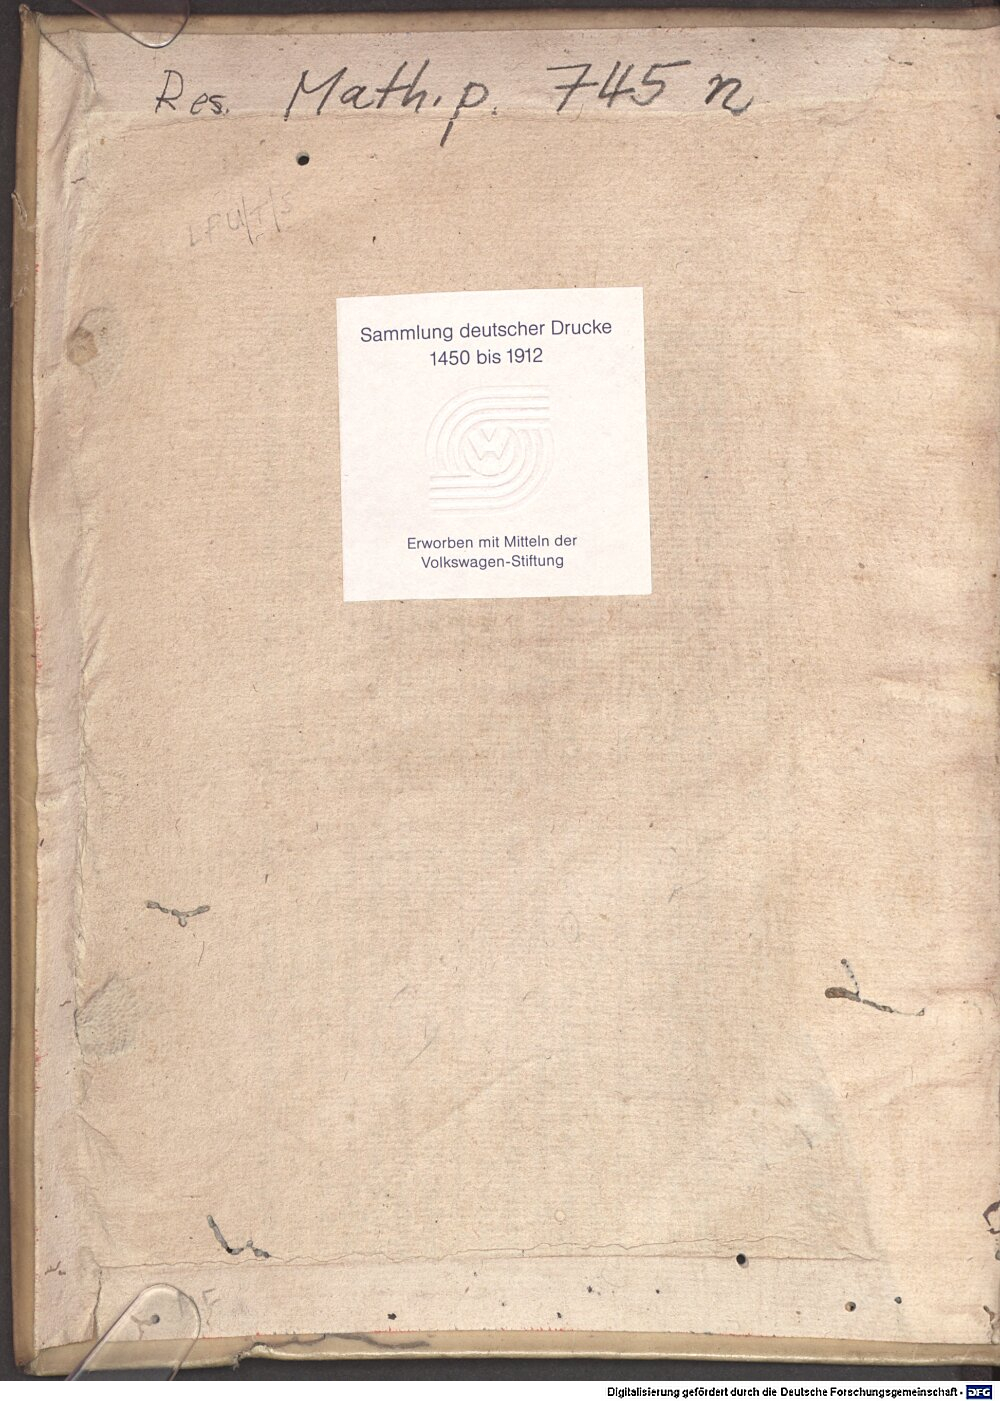 Res. Math.p. 745 n
Sammlung deutscher Drucke
1450 bis 1912
Erworben mit Mitteln der
Volkswagen-Stiftung
Digitalisierung gefördert durch die Deutsche Forschungsgemeinschaft - DFG